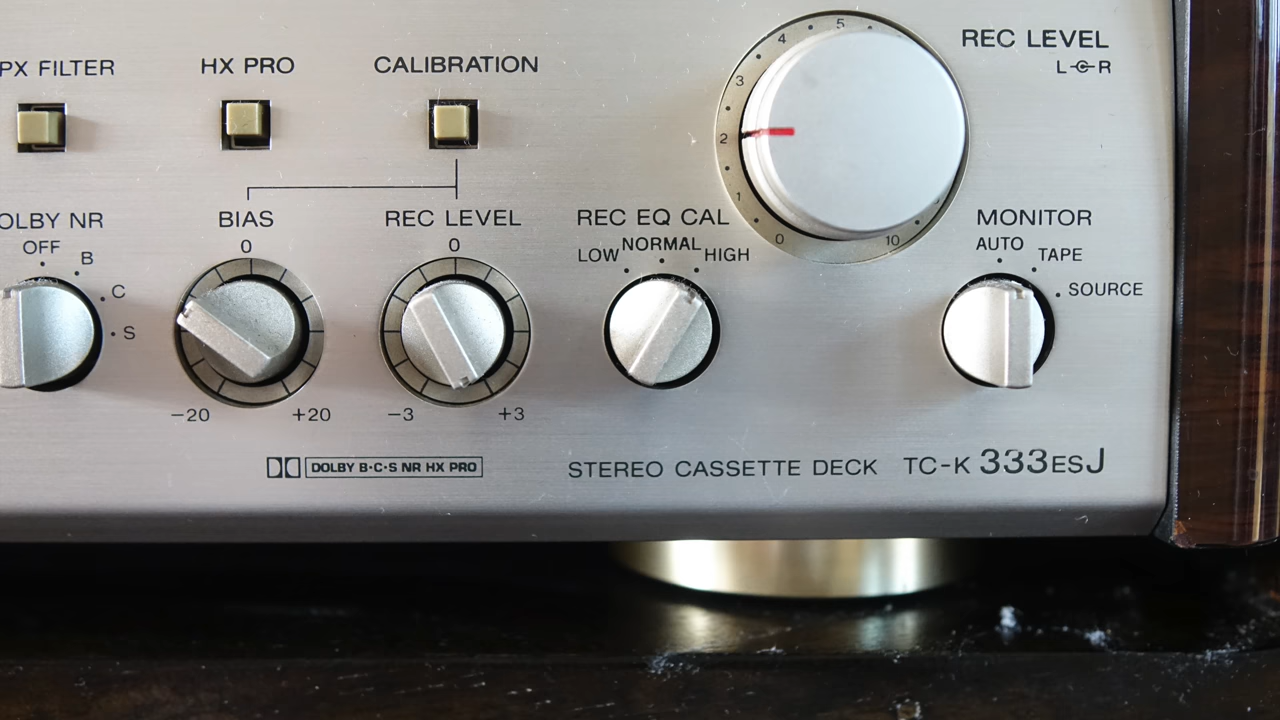 PX FILTER
HX PRO
CALIBRATION
5
4
3
2
1
0
10
REC LEVEL
L R
OLBY NR
OFF
B
C
S
BIAS
0
-20 +20
REC LEVEL
0
-3 +3
REC EQ CAL
LOW NORMAL HIGH
MONITOR
AUTO
TAPE
SOURCE
DOLBY B·C·S NR HX PRO
STEREO CASSETTE DECK TC-K 333ESJ